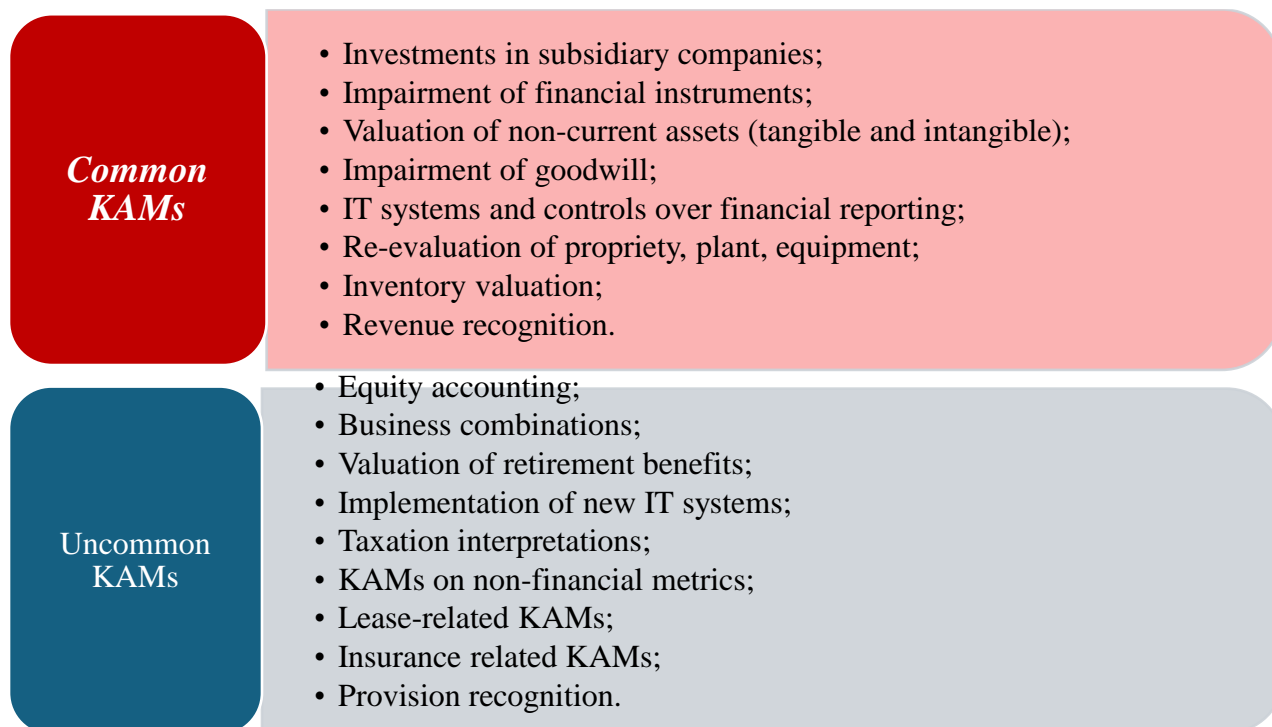 Common
KAMs
• Investments in subsidiary companies;
• Impairment of financial instruments;
• Valuation of non-current assets (tangible and intangible);
• Impairment of goodwill;
• IT systems and controls over financial reporting;
• Re-evaluation of propriety, plant, equipment;
• Inventory valuation;
• Revenue recognition.
Uncommon
KAMs
• Equity accounting;
• Business combinations;
• Valuation of retirement benefits;
• Implementation of new IT systems;
• Taxation interpretations;
• KAMs on non-financial metrics;
• Lease-related KAMs;
• Insurance related KAMs;
• Provision recognition.